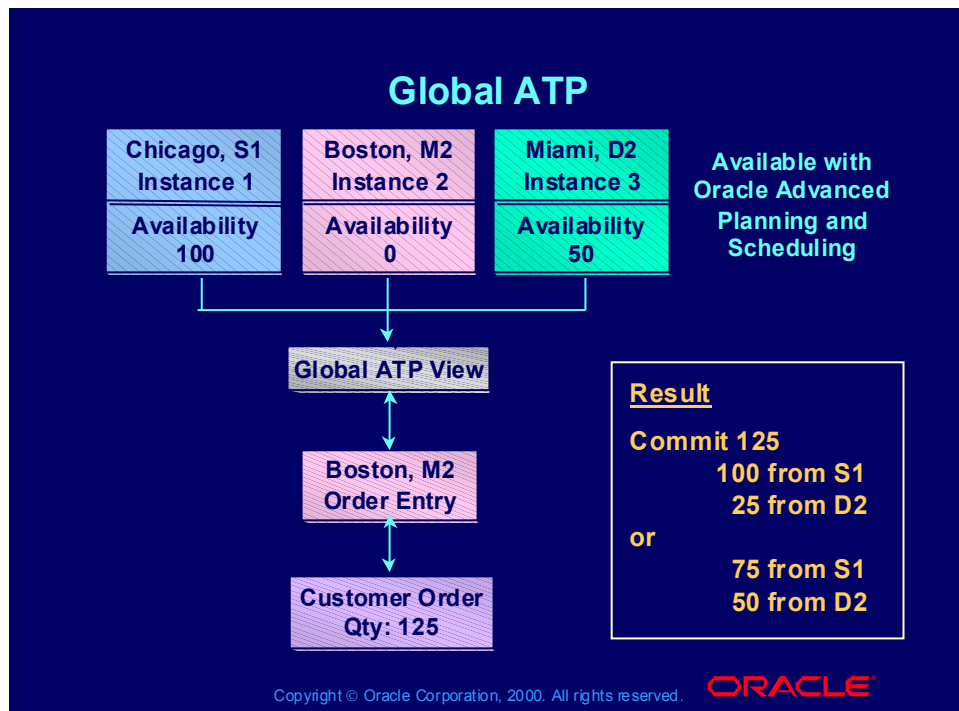 Global ATP
Chicago, S1
Instance 1
Availability
100
Boston, M2
Instance 2
Availability
0
Miami, D2
Instance 3
Availability
50
Available with
Oracle Advanced
Planning and
Scheduling
Global ATP View
Boston, M2
Order Entry
Customer Order
Qty: 125
Result
Commit 125
100 from S1
25 from D2
or
75 from S1
50 from D2
Copyright © Oracle Corporation, 2000. All rights reserved.
ORACLE®